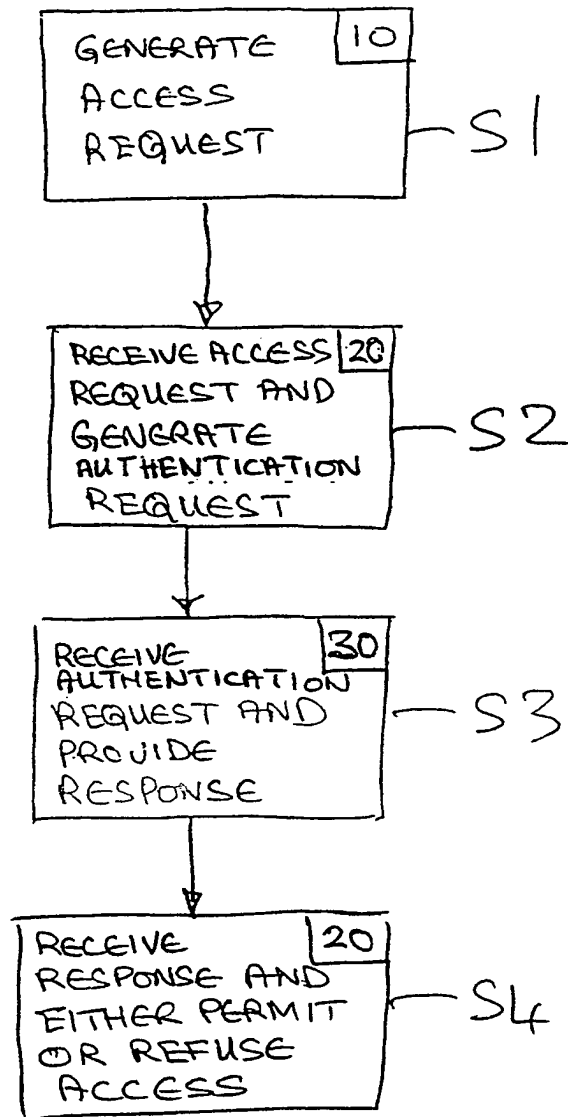 GENERATE 10
ACCESS
REQUEST
S1
RECEIVE ACCESS 20
REQUEST AND
GENERATE
AUTHENTICATION
REQUEST
S2
RECEIVE 30
AUTHENTICATION
REQUEST AND
PROVIDE
RESPONSE
S3
RECEIVE 20
RESPONSE AND
EITHER PERMIT
OR REFUSE
ACCESS
S4